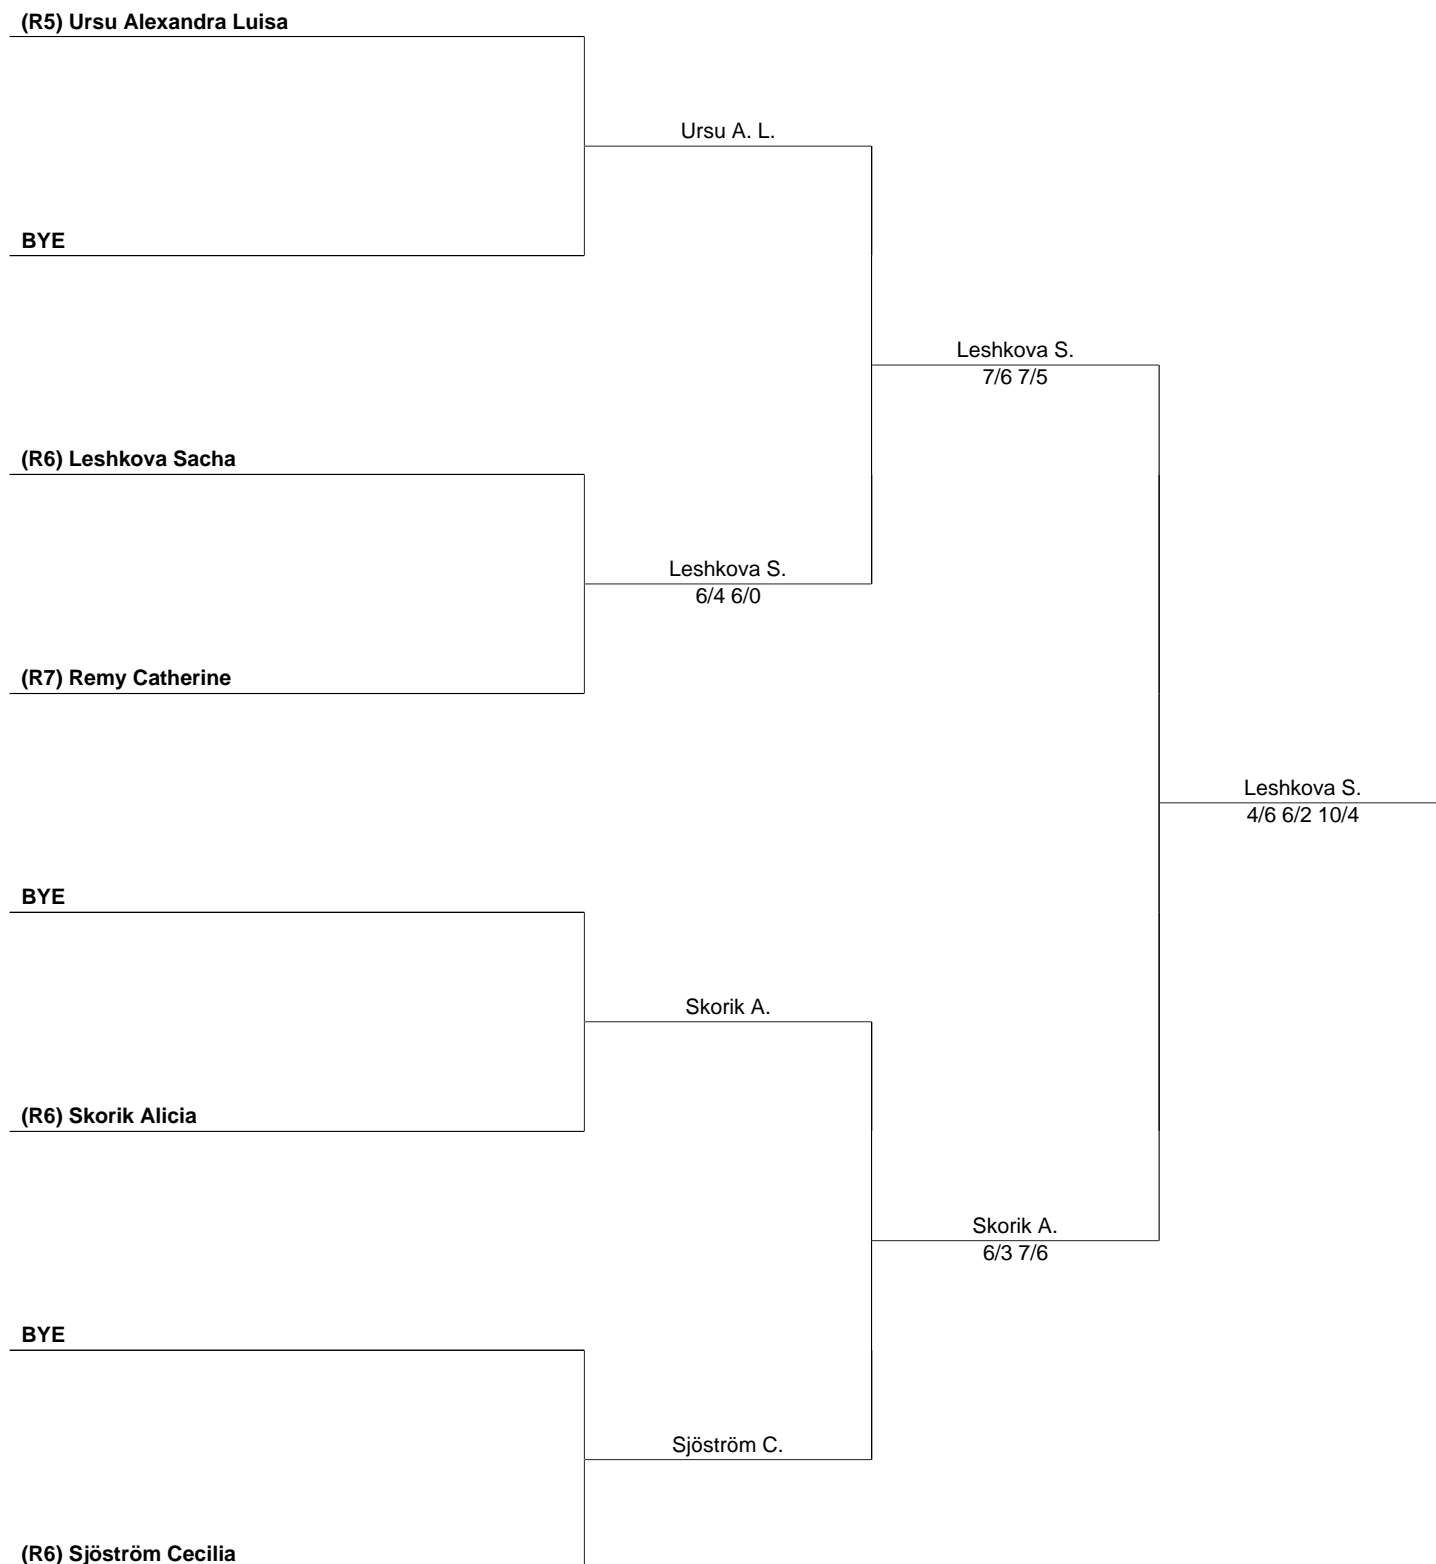 (R5) Ursu Alexandra Luisa
Ursu A. L.
BYE
Leshkova S.
7/6 7/5
(R6) Leshkova Sacha
Leshkova S.
6/4 6/0
(R7) Remy Catherine
Leshkova S.
4/6 6/2 10/4
BYE
Skorik A.
(R6) Skorik Alicia
Skorik A.
6/3 7/6
BYE
Sjöström C.
(R6) Sjöström Cecilia